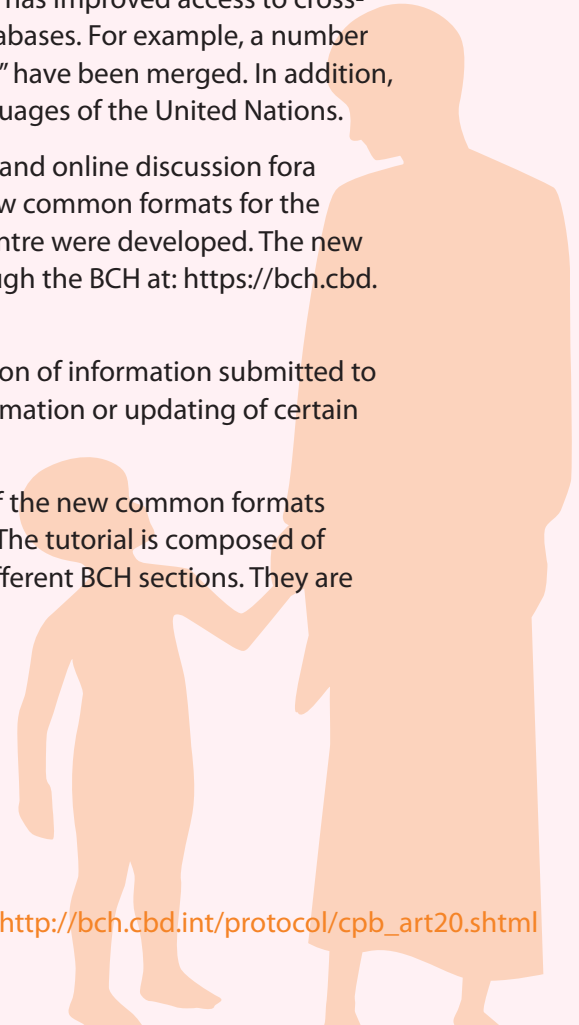 has improved access to cross-
abases. For example, a number
” have been merged. In addition,
uages of the United Nations.
and online discussion fora
w common formats for the
ntre were developed. The new
ugh the BCH at: https://bch.cbd.
on of information submitted to
rmation or updating of certain
f the new common formats
The tutorial is composed of
fferent BCH sections. They are
http://bch.cbd.int/protocol/cpb_art20.shtml